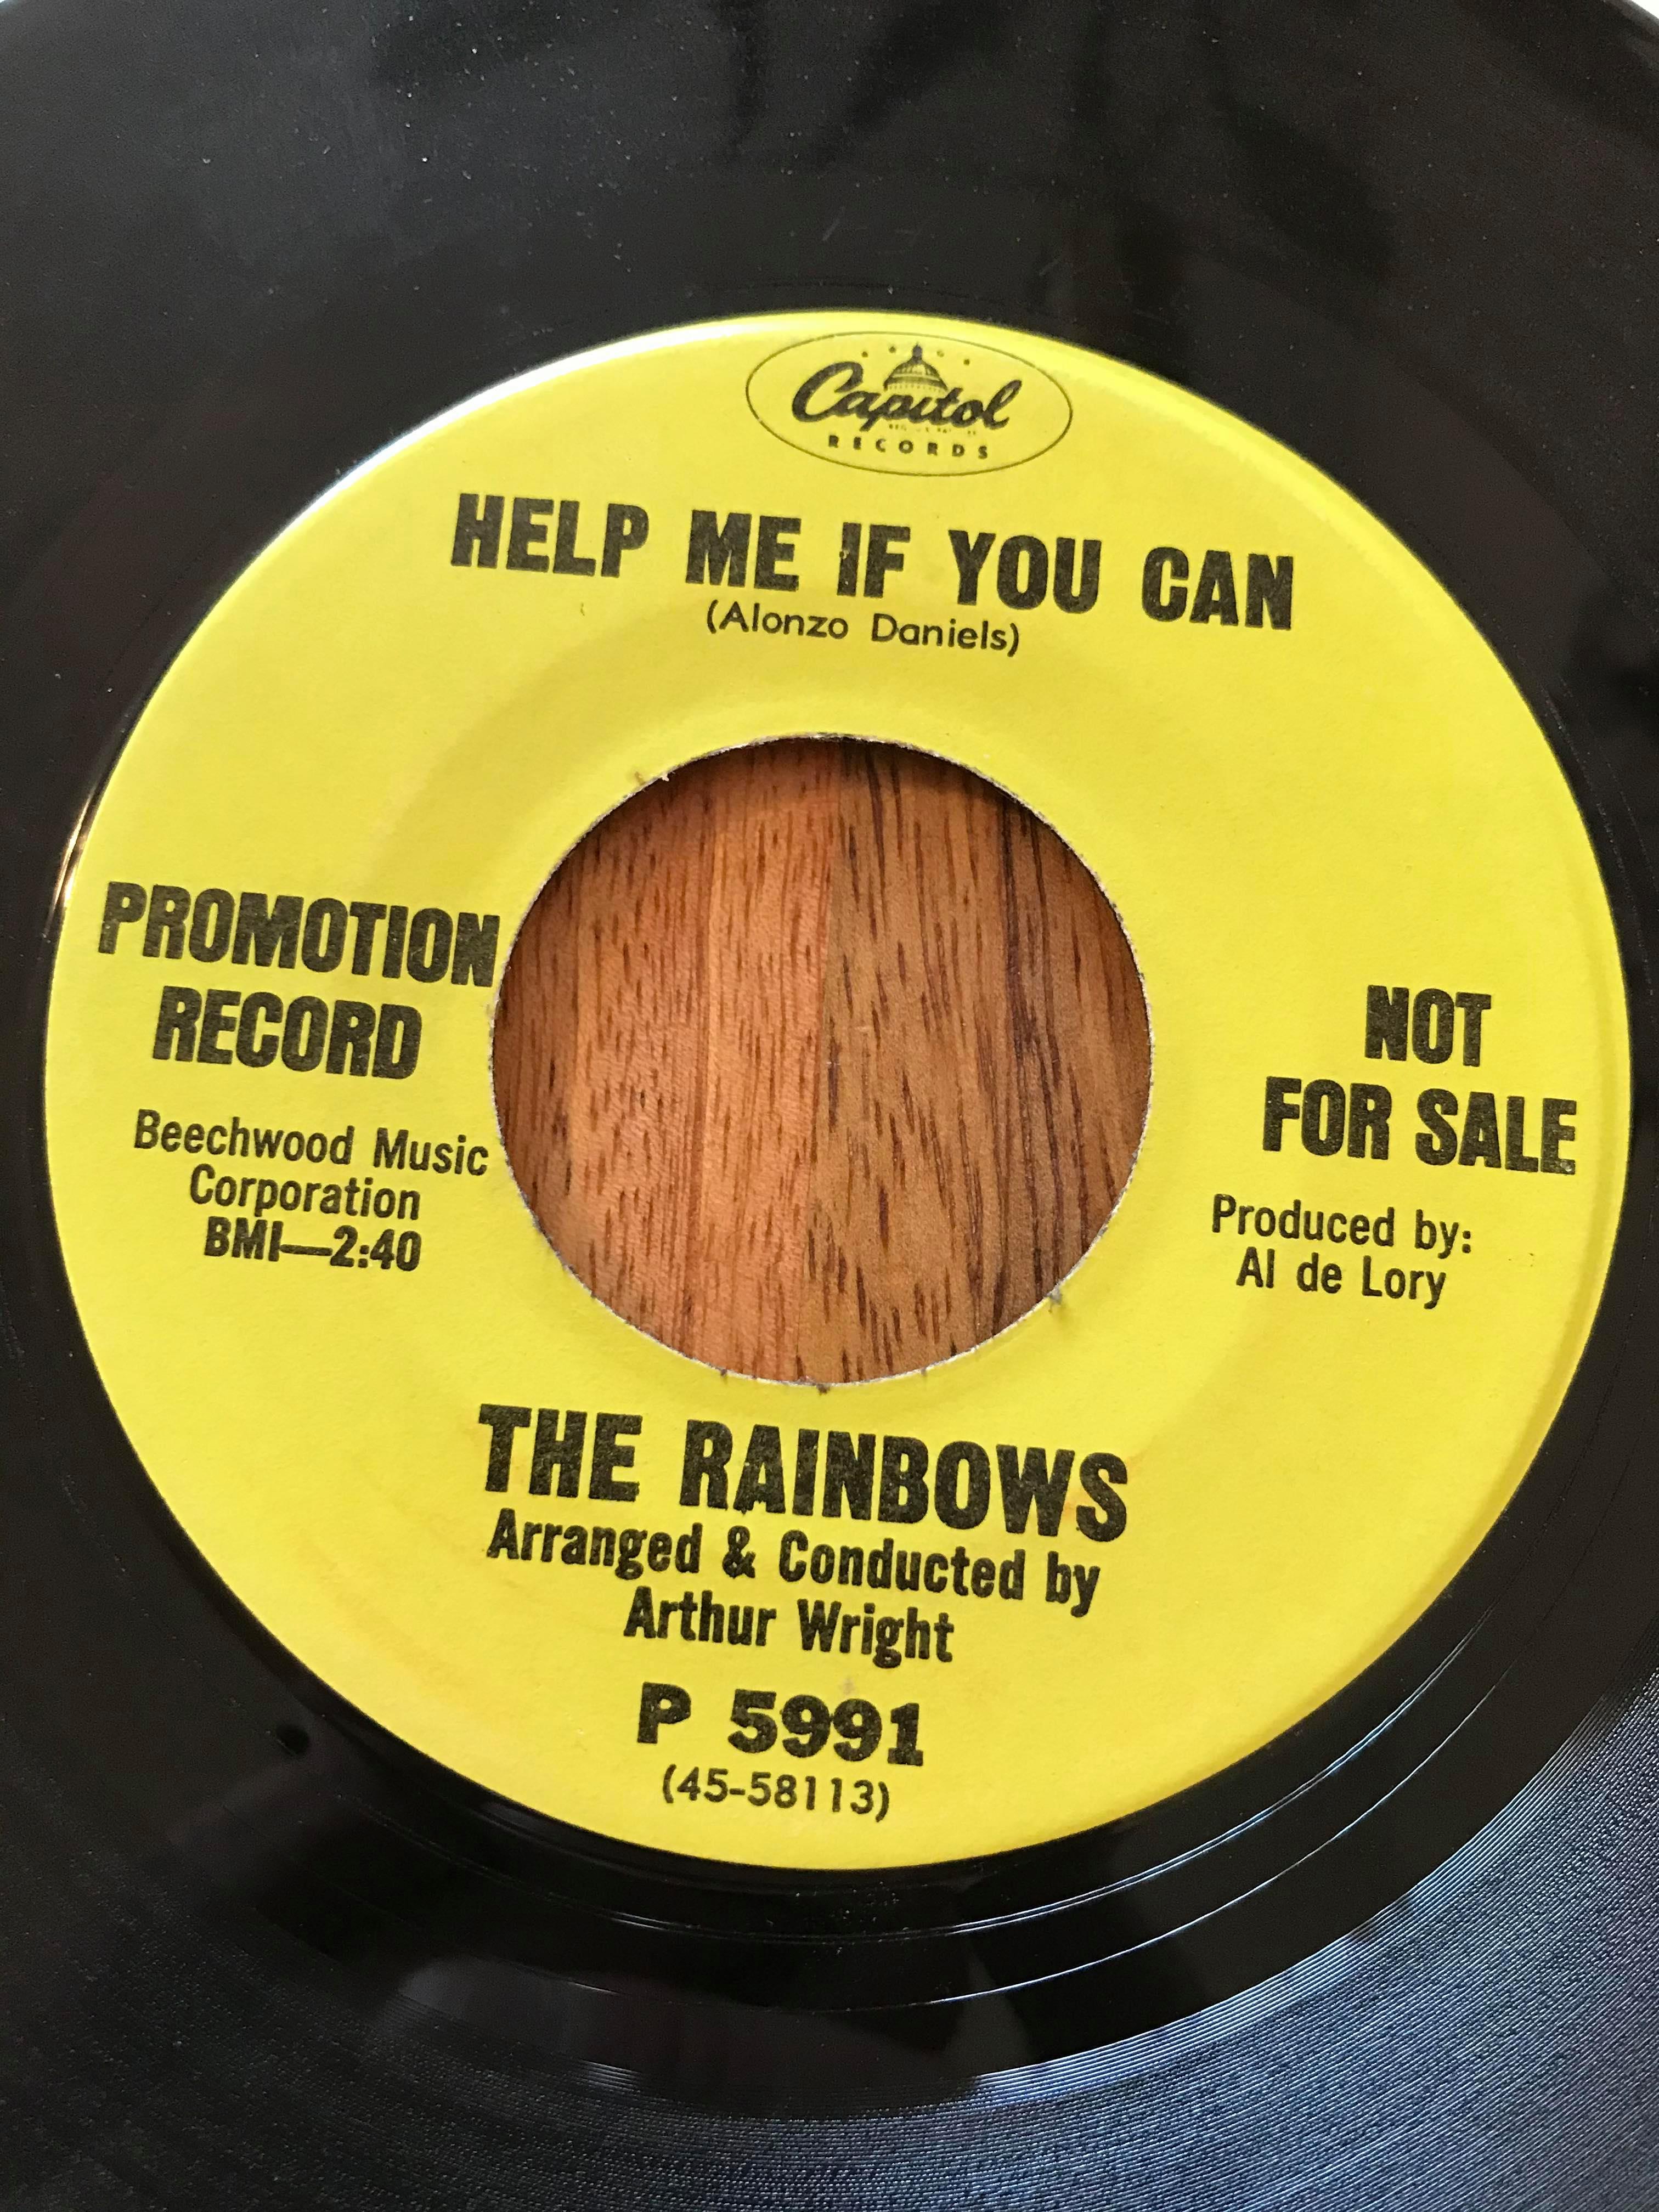 Capitol
RECORDS
HELP ME IF YOU CAN
(Alonzo Daniels)
PROMOTION
RECORD
Beechwood Music
Corporation
BMI—2:40
NOT
FOR SALE
Produced by:
Al de Lory
THE RAINBOWS
Arranged & Conducted by
Arthur Wright
P 5991
(45-58113)